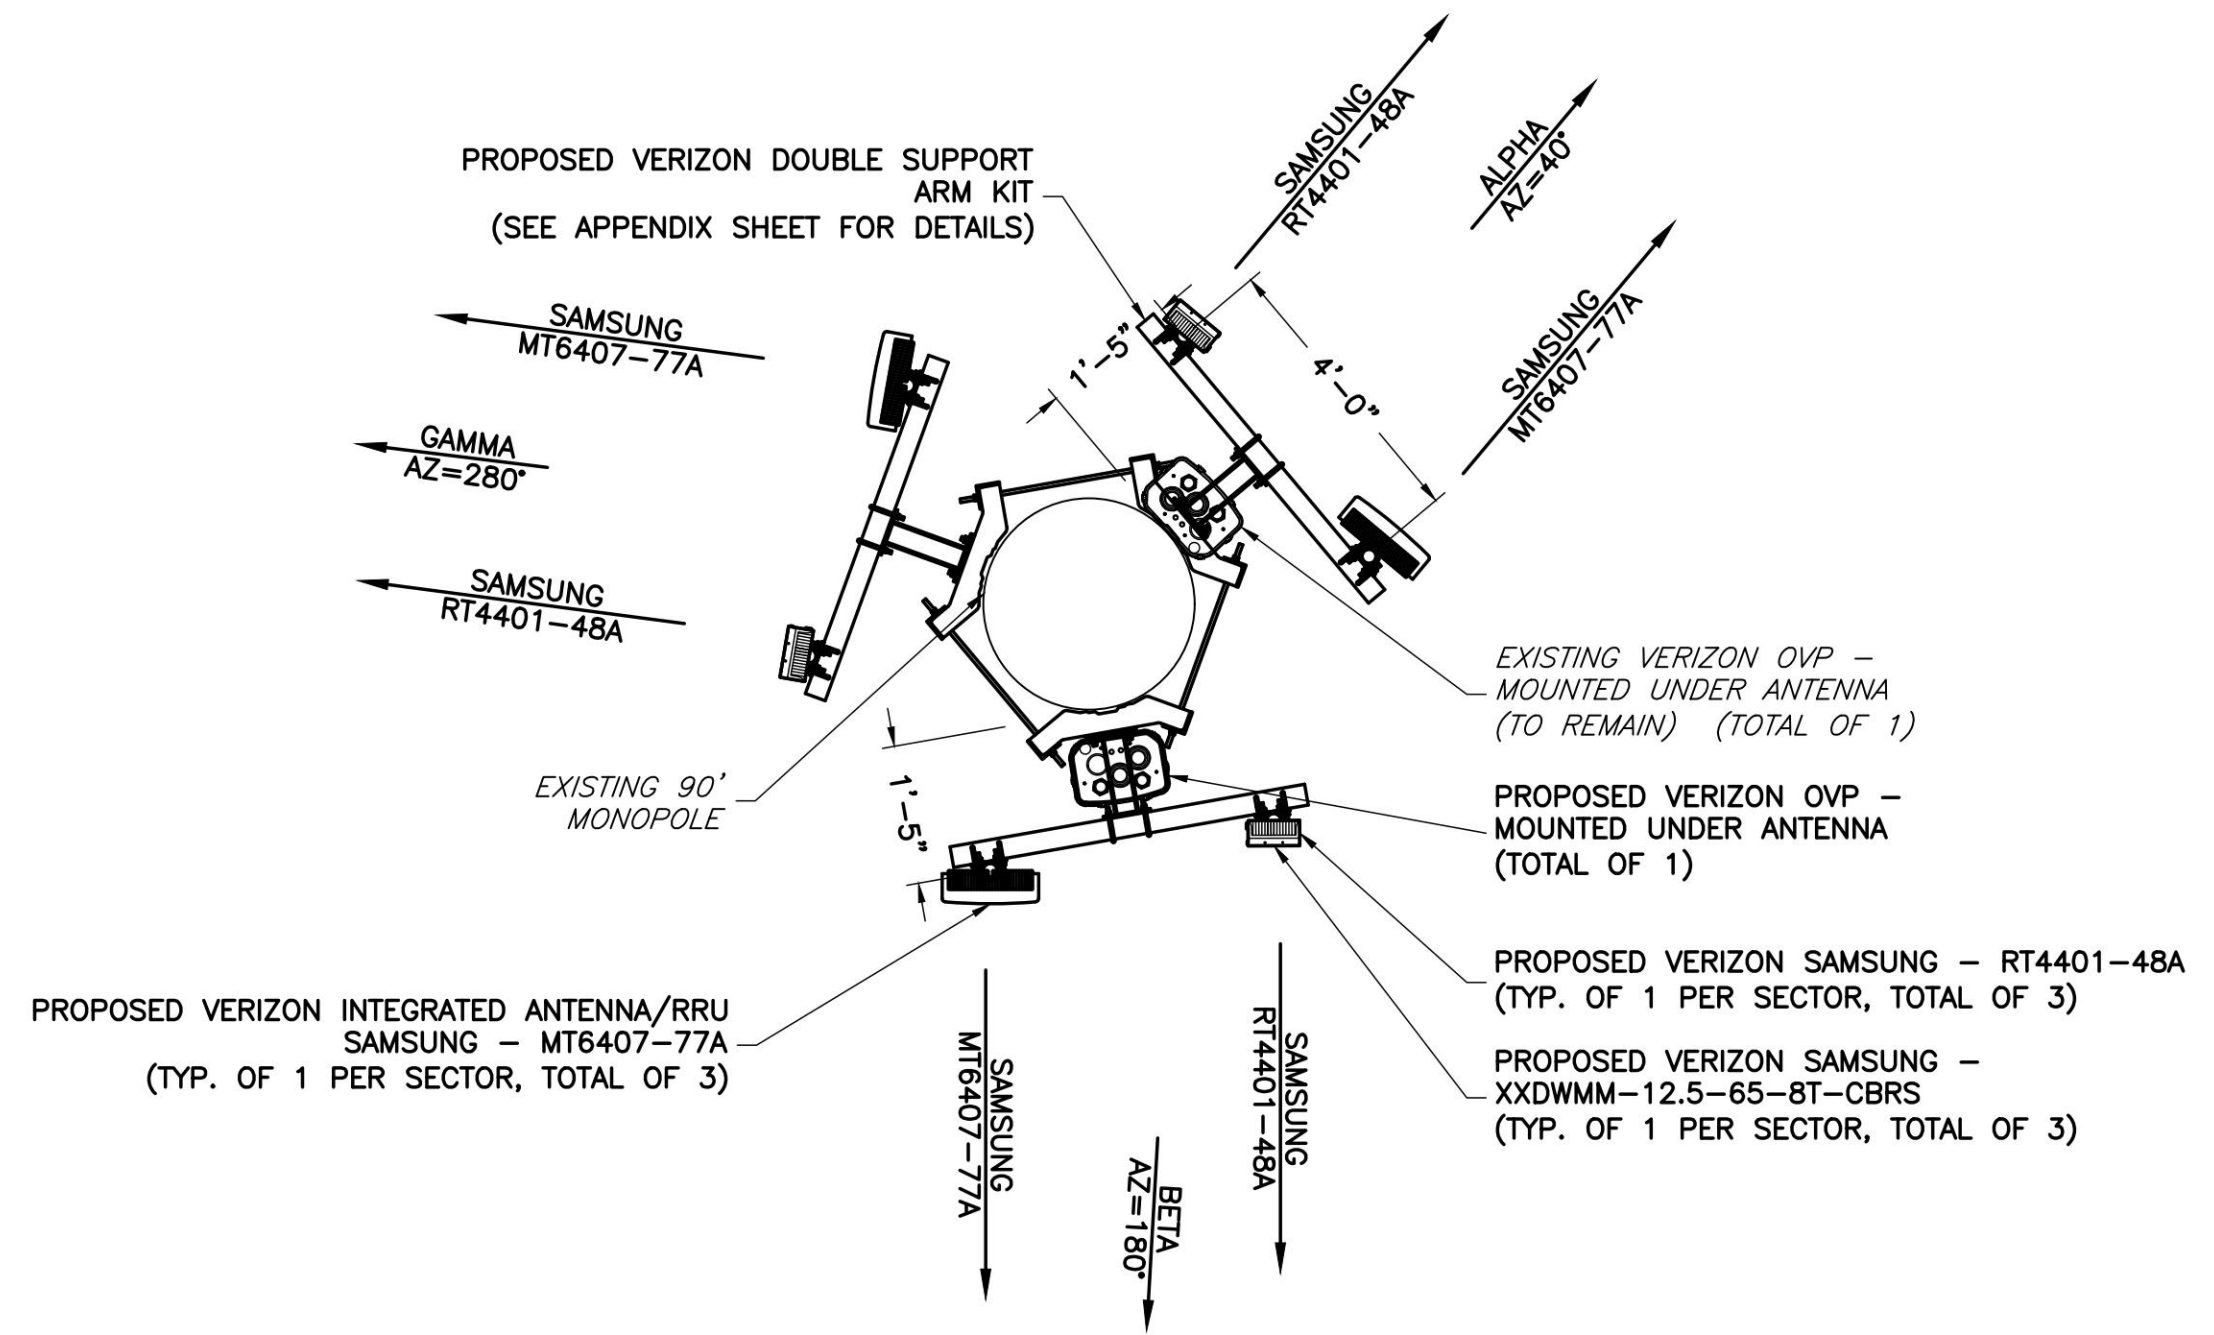 SAMSUNG
RT4401-48A
ALPHA
AZ=40°
SAMSUNG
MT6407-77A
PROPOSED VERIZON DOUBLE SUPPORT
ARM KIT
(SEE APPENDIX SHEET FOR DETAILS)
1'-5"
4'-0"
SAMSUNG
MT6407-77A
GAMMA
AZ=280°
SAMSUNG
RT4401-48A
EXISTING 90'
MONOPOLE
1'-5"
EXISTING VERIZON OVP -
MOUNTED UNDER ANTENNA
(TO REMAIN) (TOTAL OF 1)
PROPOSED VERIZON OVP -
MOUNTED UNDER ANTENNA
(TOTAL OF 1)
PROPOSED VERIZON SAMSUNG - RT4401-48A
(TYP. OF 1 PER SECTOR, TOTAL OF 3)
PROPOSED VERIZON SAMSUNG -
XXDWMM-12.5-65-8T-CBRS
(TYP. OF 1 PER SECTOR, TOTAL OF 3)
PROPOSED VERIZON INTEGRATED ANTENNA/RRU
SAMSUNG - MT6407-77A
(TYP. OF 1 PER SECTOR, TOTAL OF 3)
SAMSUNG
MT6407-77A
BETA
AZ=180°
SAMSUNG
RT4401-48A